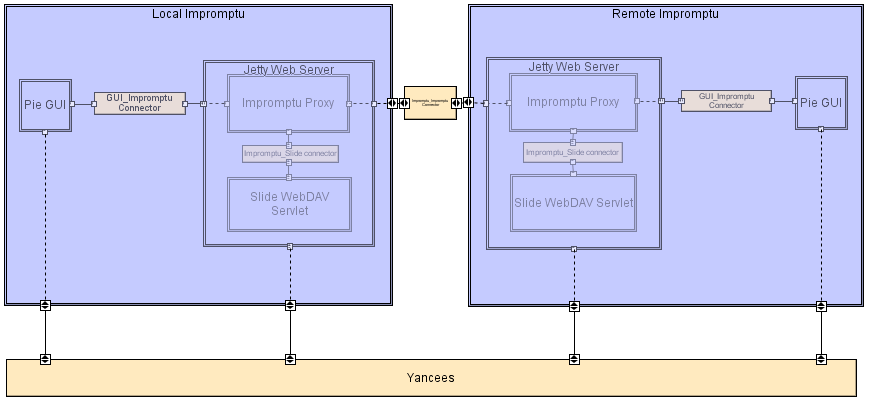 Local Impromptu
Remote Impromptu
Jetty Web Server
Pie GUI
GUI_Impromptu
Connector
Impromptu Proxy
Impromptu_Slide connector
Slide WebDAV
Servlet
Impromptu_Impromptu
Connector
Jetty Web Server
Impromptu Proxy
GUI_Impromptu
Connector
Pie GUI
Impromptu_Slide connector
Slide WebDAV Servlet
Yancees